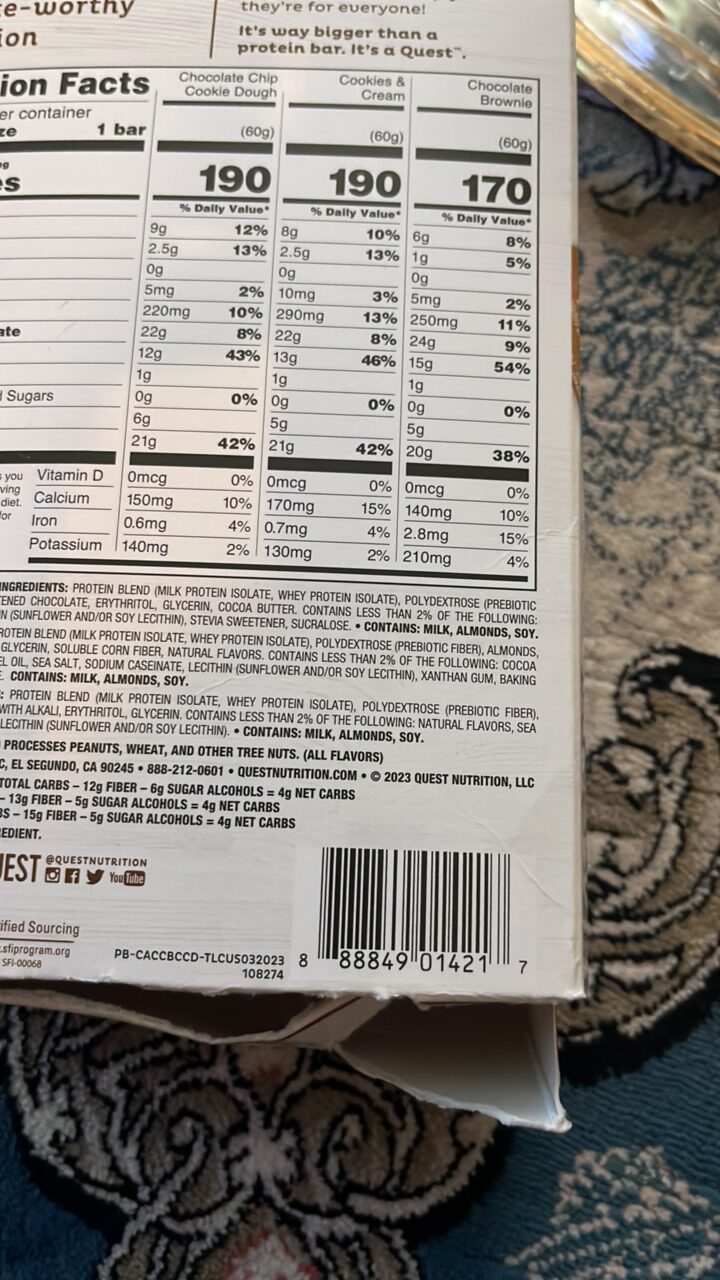 e-worthy
ion
they're for everyone!
It's way bigger than a
protein bar. It's a Quest™.
ion Facts
er container
ze 1 bar
Chocolate Chip
Cookie Dough
Cookies &
Cream
Chocolate
Brownie
(60g) (60g) (60g)
s 190 190 170
% Daily Value* % Daily Value* % Daily Value*
9g 12% 8g 10% 6g 8%
2.5g 13% 2.5g 13% 1g 5%
0g 0g 0g
5mg 2% 10mg 3% 5mg 2%
220mg 10% 290mg 13% 250mg 11%
ate 22g 8% 22g 8% 24g 9%
12g 43% 13g 46% 15g 54%
1g 1g 1g
Sugars 0g 0% 0g 0% 0g 0%
6g 5g 5g
21g 42% 21g 42% 20g 38%
s you
ving
diet.
for
Vitamin D 0mcg 0% 0mcg 0% 0mcg 0%
Calcium 150mg 10% 170mg 15% 140mg 10%
Iron 0.6mg 4% 0.7mg 4% 2.8mg 15%
Potassium 140mg 2% 130mg 2% 210mg 4%
INGREDIENTS: PROTEIN BLEND (MILK PROTEIN ISOLATE, WHEY PROTEIN ISOLATE), POLYDEXTROSE (PREBIOTIC
ENED CHOCOLATE, ERYTHRITOL, GLYCERIN, COCOA BUTTER. CONTAINS LESS THAN 2% OF THE FOLLOWING:
N (SUNFLOWER AND/OR SOY LECITHIN), STEVIA SWEETENER, SUCRALOSE. • CONTAINS: MILK, ALMONDS, SOY.
ROTEIN BLEND (MILK PROTEIN ISOLATE, WHEY PROTEIN ISOLATE), POLYDEXTROSE (PREBIOTIC FIBER), ALMONDS,
GLYCERIN, SOLUBLE CORN FIBER, NATURAL FLAVORS. CONTAINS LESS THAN 2% OF THE FOLLOWING: COCOA
EL OIL, SEA SALT, SODIUM CASEINATE, LECITHIN (SUNFLOWER AND/OR SOY LECITHIN), XANTHAN GUM, BAKING
. CONTAINS: MILK, ALMONDS, SOY.
: PROTEIN BLEND (MILK PROTEIN ISOLATE, WHEY PROTEIN ISOLATE), POLYDEXTROSE (PREBIOTIC FIBER),
WITH ALKALI, ERYTHRITOL, GLYCERIN. CONTAINS LESS THAN 2% OF THE FOLLOWING: NATURAL FLAVORS, SEA
LECITHIN (SUNFLOWER AND/OR SOY LECITHIN). • CONTAINS: MILK, ALMONDS, SOY.
PROCESSES PEANUTS, WHEAT, AND OTHER TREE NUTS. (ALL FLAVORS)
C, EL SEGUNDO, CA 90245 • 888-212-0601 • QUESTNUTRITION.COM • © 2023 QUEST NUTRITION, LLC
TOTAL CARBS – 12g FIBER – 6g SUGAR ALCOHOLS = 4g NET CARBS
– 13g FIBER – 5g SUGAR ALCOHOLS = 4g NET CARBS
BS – 15g FIBER – 5g SUGAR ALCOHOLS = 4g NET CARBS
EDIENT.
EST @QUESTNUTRITION
YouTube
ified Sourcing
.sfiprogram.org
SFI-00068
PB-CACCBCCD-TLCUS032023
108274
8 88849 01421 7